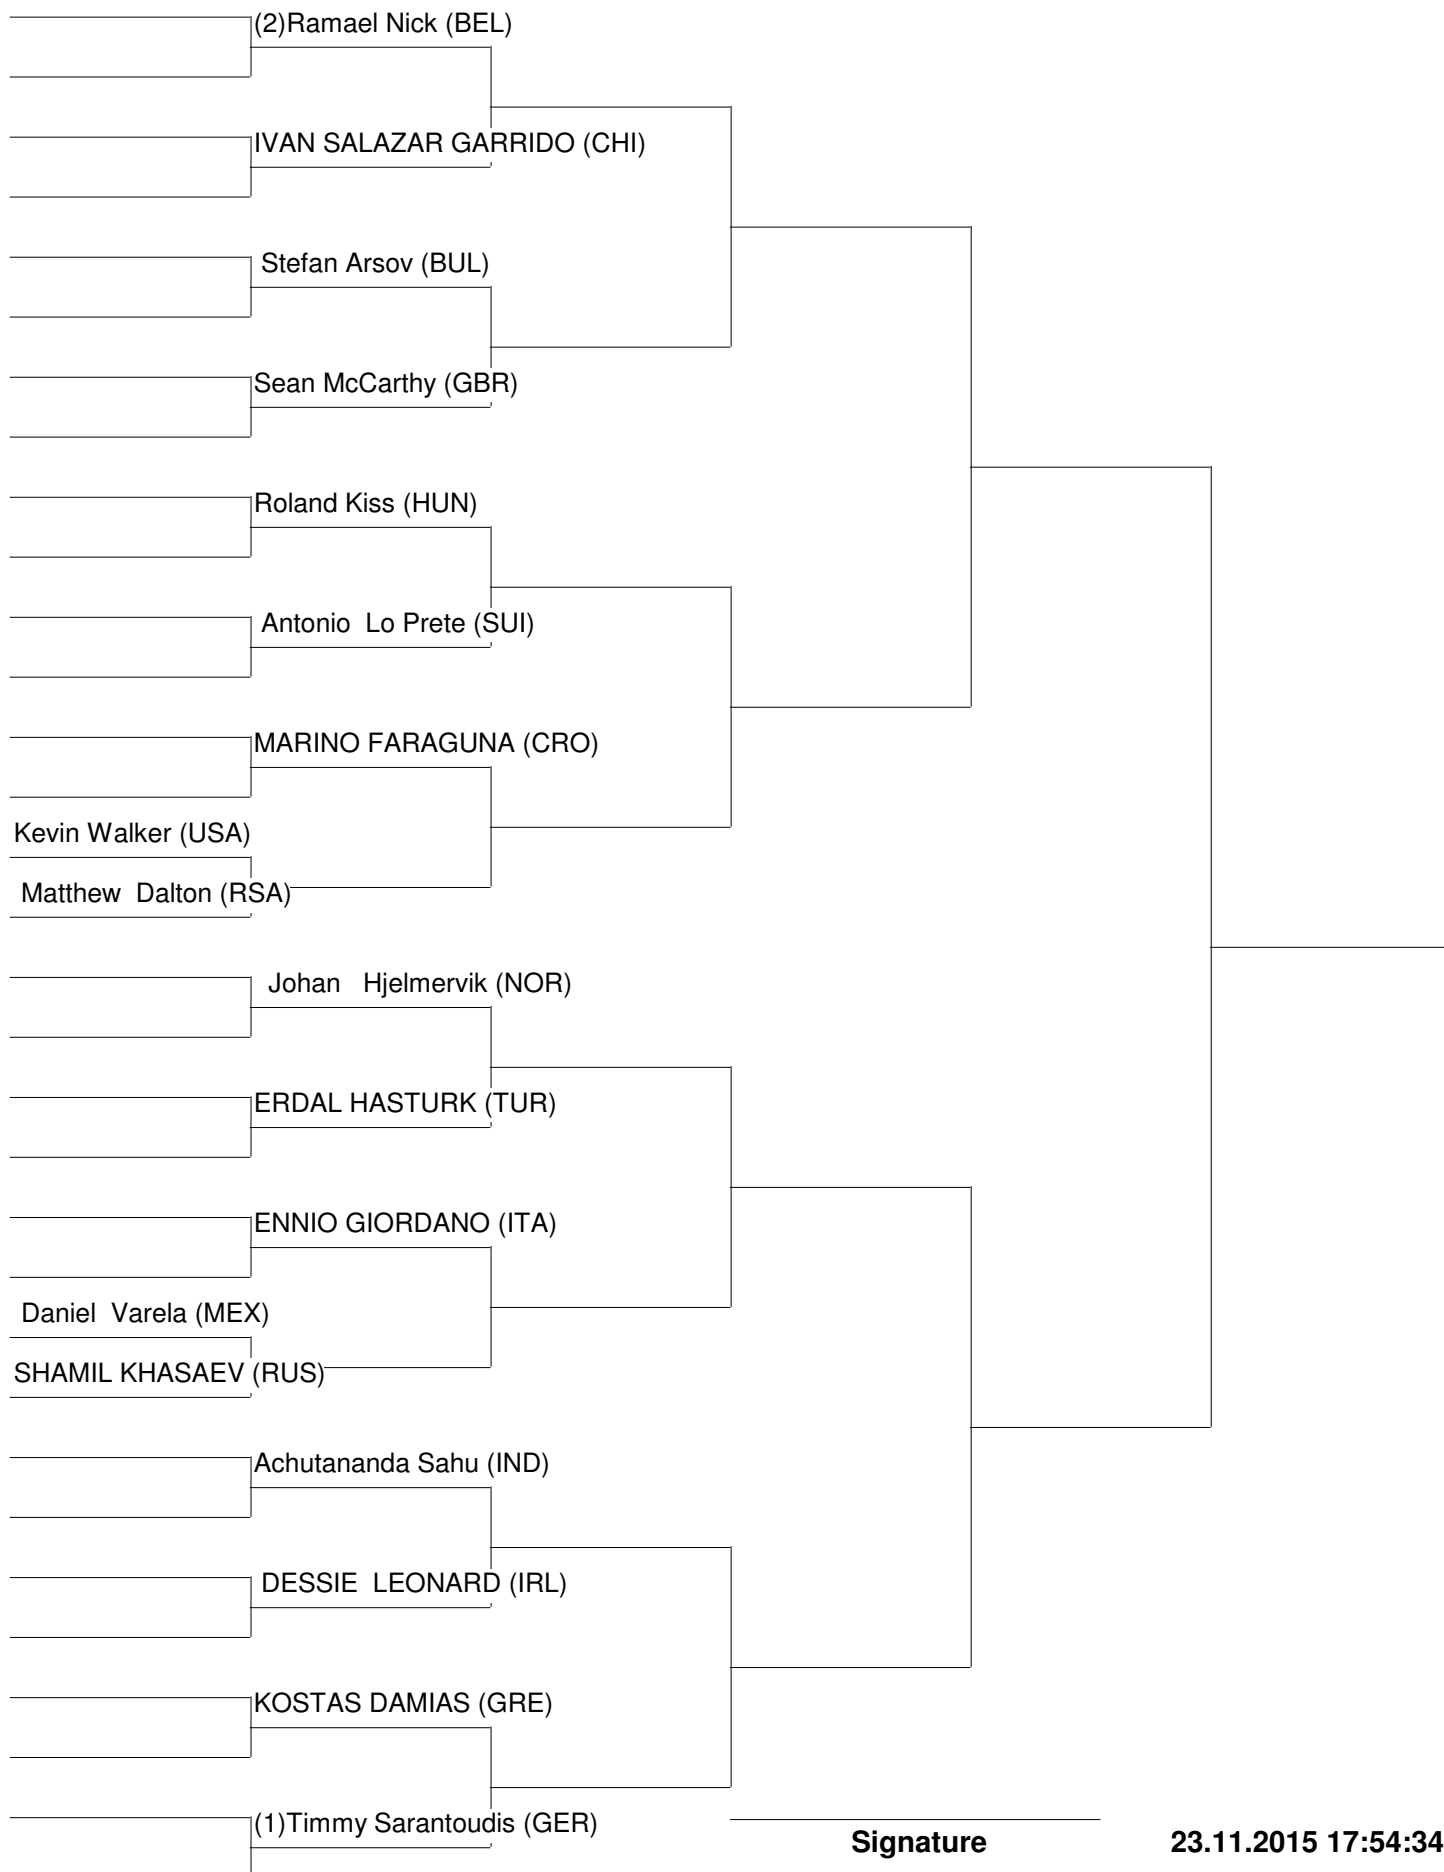 (2)Ramael Nick (BEL)
IVAN SALAZAR GARRIDO (CHI)
Stefan Arsov (BUL)
Sean McCarthy (GBR)
Roland Kiss (HUN)
Antonio  Lo Prete (SUI)
MARINO FARAGUNA (CRO)
Kevin Walker (USA)
Matthew  Dalton (RSA)
Johan   Hjelmervik (NOR)
ERDAL HASTURK (TUR)
ENNIO GIORDANO (ITA)
Daniel  Varela (MEX)
SHAMIL KHASAEV (RUS)
Achutananda Sahu (IND)
DESSIE  LEONARD (IRL)
KOSTAS DAMIAS (GRE)
(1)Timmy Sarantoudis (GER)
Signature 23.11.2015 17:54:34